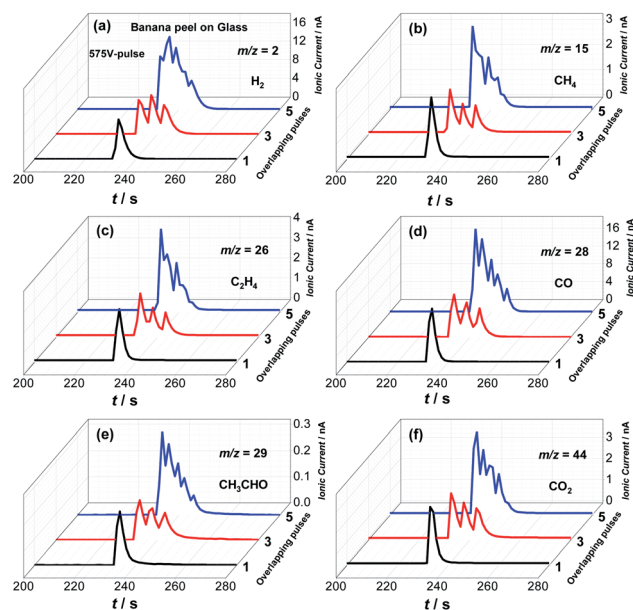 (a) Banana peel on Glass
575V-pulse
m/z = 2
H2
16
12
8
4
0
Ionic Current / nA
5
3
1
Overlapping pulses
200 220 240 260 280
t / s
(b)
m/z = 15
CH4
3
2
1
0
Ionic Current / nA
5
3
1
Overlapping pulses
200 220 240 260 280
t / s
(c)
m/z = 26
C2H4
4
3
2
1
0
Ionic Current / nA
5
3
1
Overlapping pulses
200 220 240 260 280
t / s
(d)
m/z = 28
CO
16
12
8
4
0
Ionic Current / nA
5
3
1
Overlapping pulses
200 220 240 260 280
t / s
(e)
m/z = 29
CH3CHO
0.3
0.2
0.1
0.0
Ionic Current / nA
5
3
1
Overlapping pulses
200 220 240 260 280
t / s
(f)
m/z = 44
CO2
3
2
1
0
Ionic Current / nA
5
3
1
Overlapping pulses
200 220 240 260 280
t / s